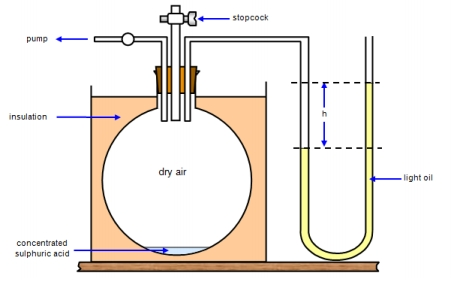 stopcock
pump
insulation
h
dry air
light oil
concentrated
sulphuric acid